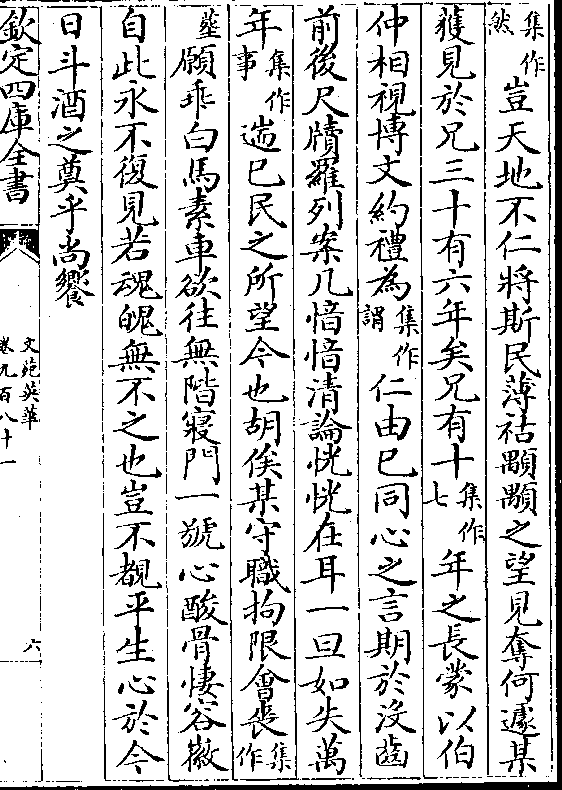 集作然豈天地不仁將斯民薄祜顒顒之望見奪何遽某
獲見於兄三十有六年矣兄有十集作七年之長蒙以伯
仲相視博文約禮為集作謂仁由已同心之言期於沒齒
前後尺牘羅列案几愔愔清論恍恍在耳一旦如失萬
年集作事遄已民之所望今也胡俟某守職拘限會喪集作
塟願乖白馬素車欲往無階寢門一號心酸骨悽容徽
自此永不復見若魂魄無不之也豈不覩平生心於今
日斗酒之奠乎尚饗
欽定四庫全書
文苑英華
卷九百八十一
六